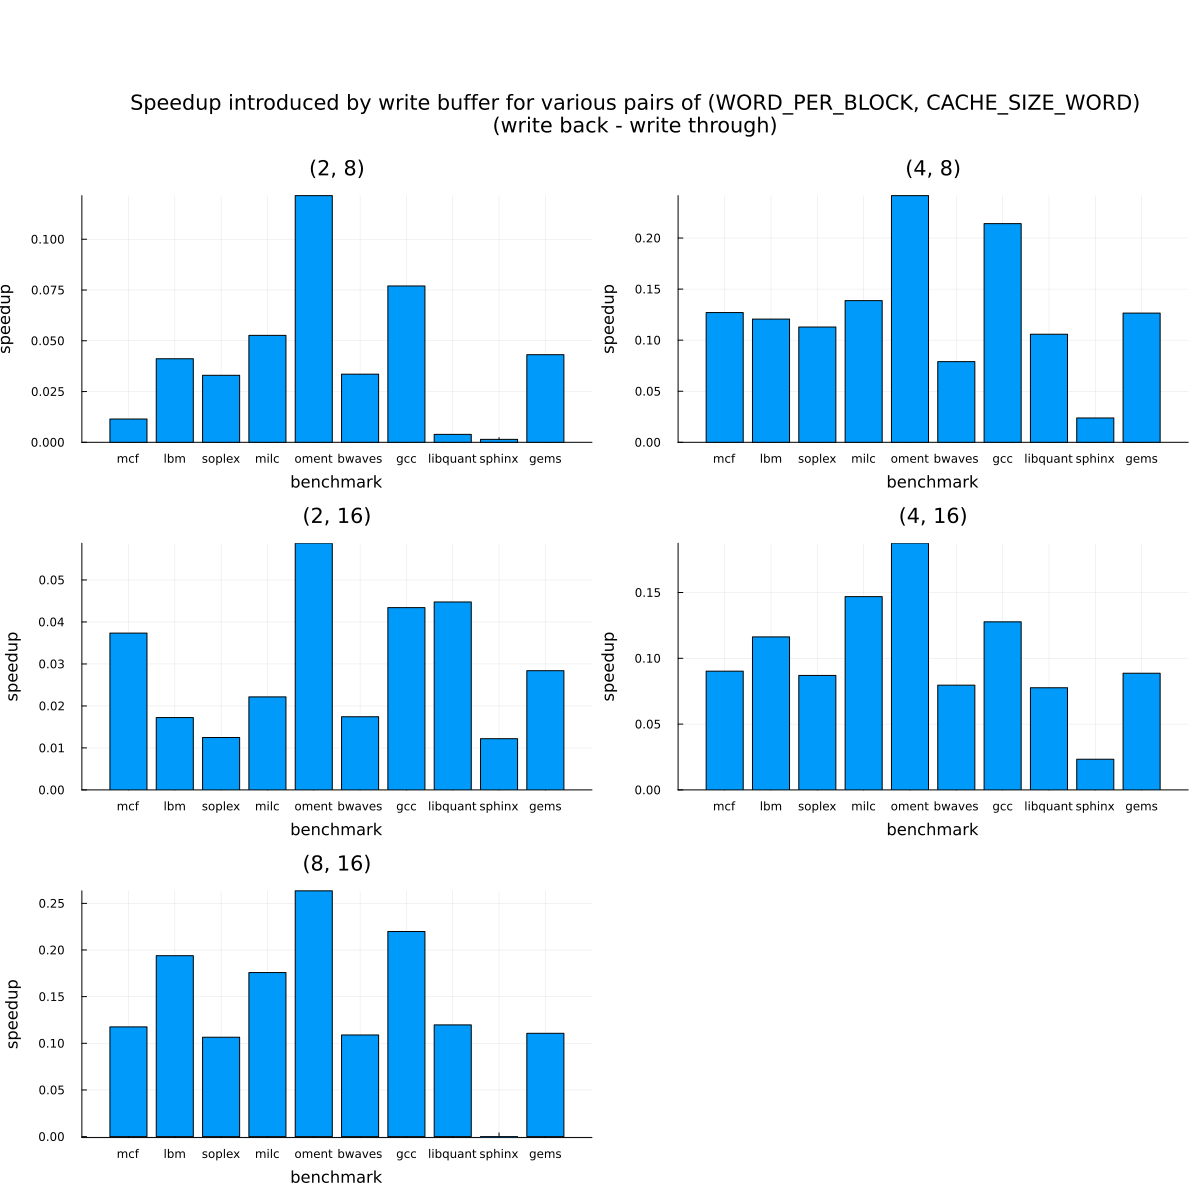 Speedup introduced by write buffer for various pairs of (WORD_PER_BLOCK, CACHE_SIZE_WORD)
(write back - write through)
(2, 8)
speedup
0.100
0.075
0.050
0.025
0.000
mcf lbm soplex milc oment bwaves gcc libquant sphinx gems
benchmark
(4, 8)
speedup
0.20
0.15
0.10
0.05
0.00
mcf lbm soplex milc oment bwaves gcc libquant sphinx gems
benchmark
(2, 16)
speedup
0.05
0.04
0.03
0.02
0.01
0.00
mcf lbm soplex milc oment bwaves gcc libquant sphinx gems
benchmark
(4, 16)
speedup
0.15
0.10
0.05
0.00
mcf lbm soplex milc oment bwaves gcc libquant sphinx gems
benchmark
(8, 16)
speedup
0.25
0.20
0.15
0.10
0.05
0.00
mcf lbm soplex milc oment bwaves gcc libquant sphinx gems
benchmark